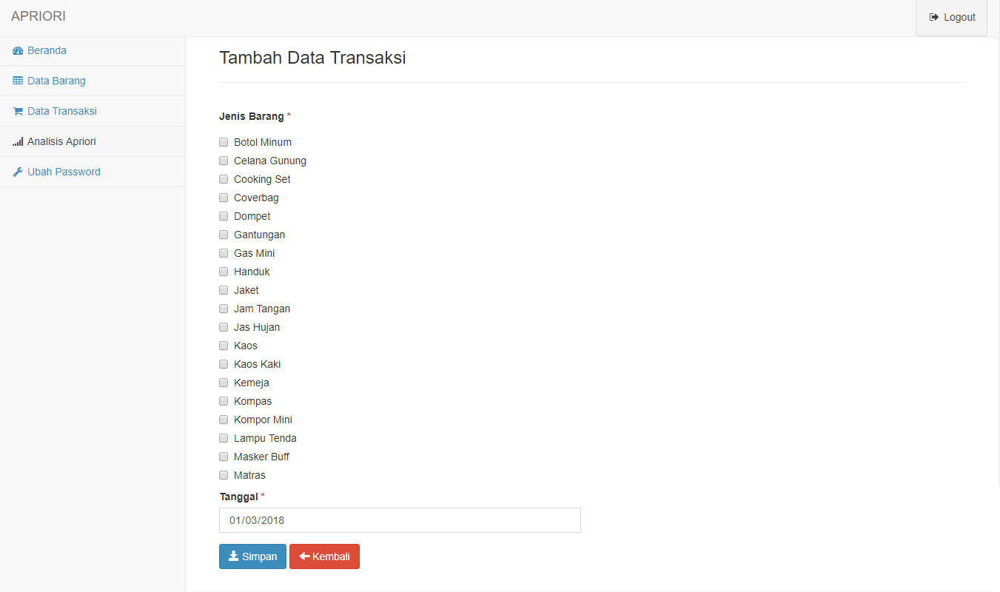 APRIORI
Logout
Beranda
Data Barang
Data Transaksi
Analisis Apriori
Ubah Password
Tambah Data Transaksi
Jenis Barang *
Botol Minum
Celana Gunung
Cooking Set
Coverbag
Dompet
Gantungan
Gas Mini
Handuk
Jaket
Jam Tangan
Jas Hujan
Kaos
Kaos Kaki
Kemeja
Kompas
Kompor Mini
Lampu Tenda
Masker Buff
Matras
Tanggal *
01/03/2018
Simpan Kembali